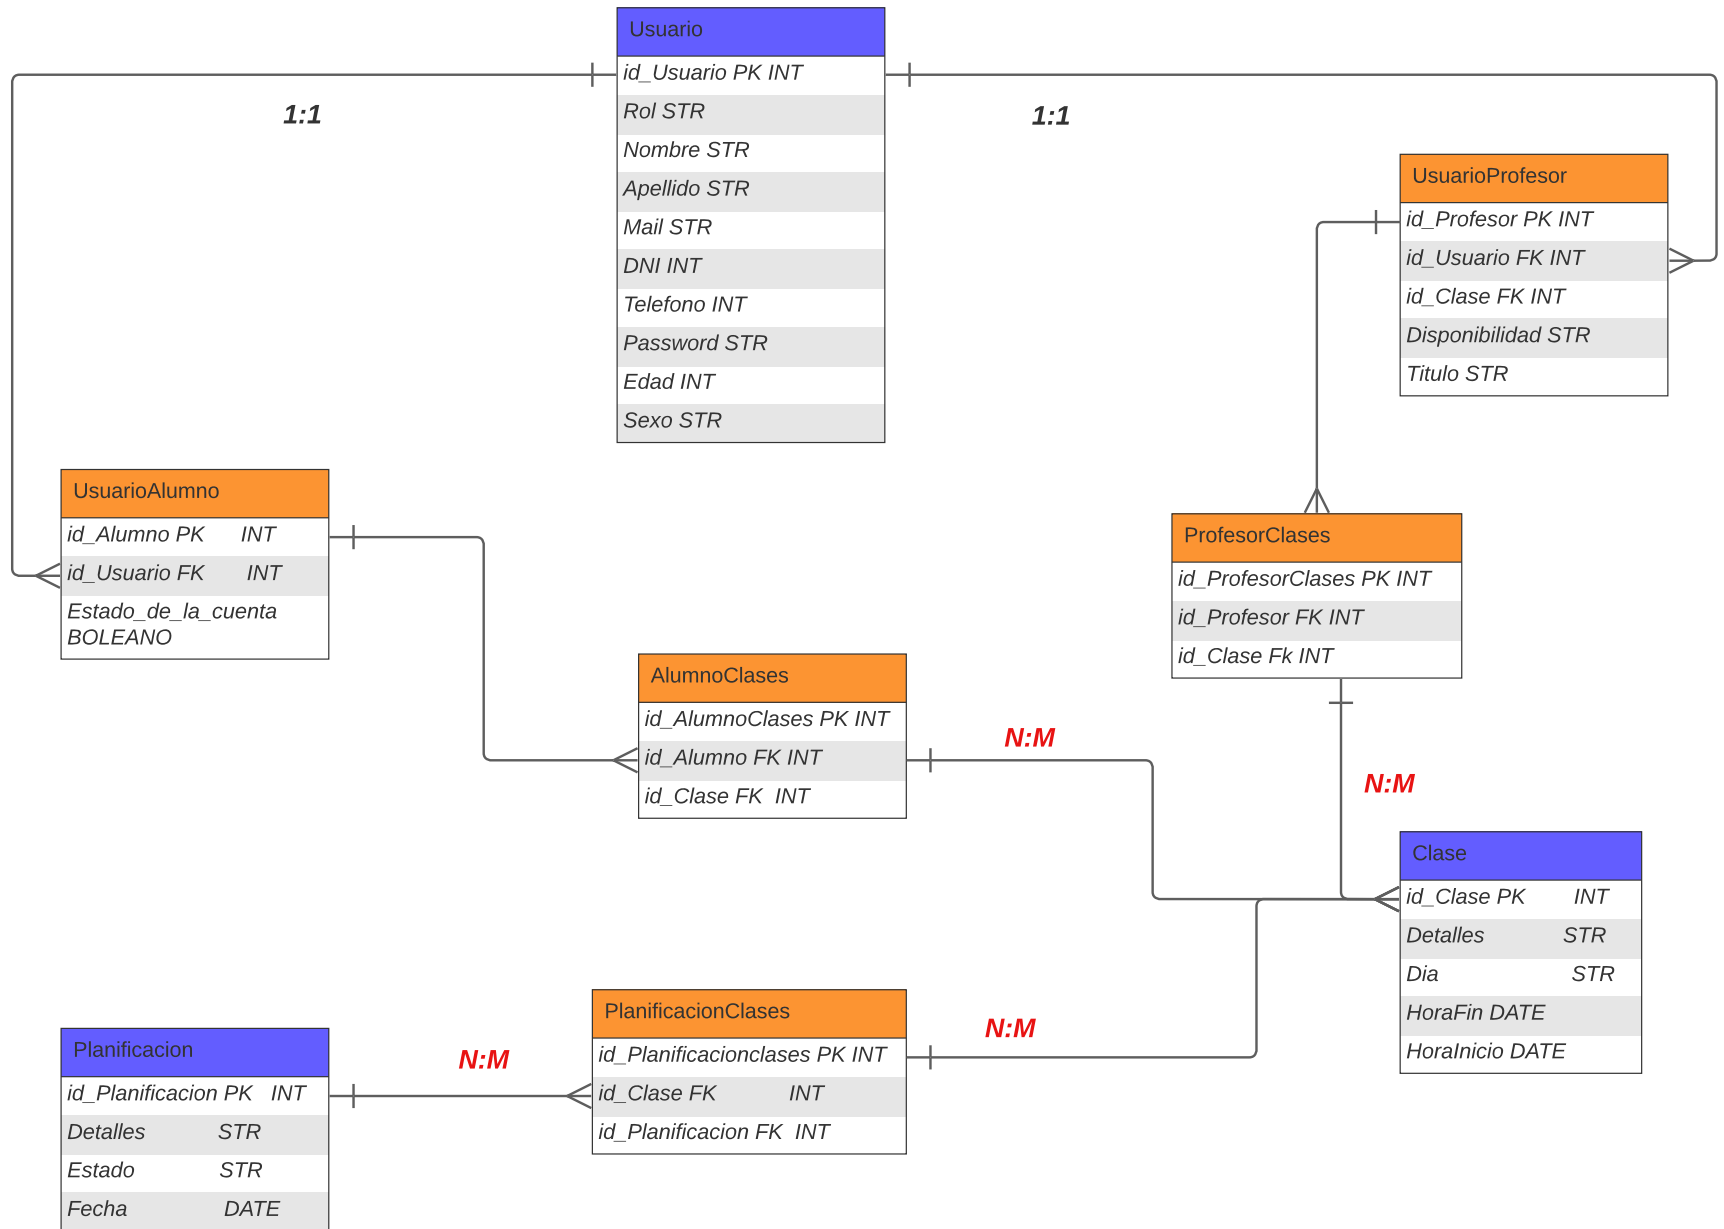 Usuario
id_Usuario PK INT
Rol STR
Nombre STR
Apellido STR
Mail STR
DNI INT
Telefono INT
Password STR
Edad INT
Sexo STR
1:1
1:1
UsuarioProfesor
id_Profesor PK INT
id_Usuario FK INT
id_Clase FK INT
Disponibilidad STR
Titulo STR
UsuarioAlumno
id_Alumno PK INT
id_Usuario FK INT
Estado_de_la_cuenta
BOLEANO
ProfesorClases
id_ProfesorClases PK INT
id_Profesor FK INT
id_Clase Fk INT
AlumnoClases
id_AlumnoClases PK INT
id_Alumno FK INT
id_Clase FK INT
N:M
N:M
Clase
id_Clase PK INT
Detalles STR
Dia STR
HoraFin DATE
HoraInicio DATE
PlanificacionClases
id_Planificacionclases PK INT
id_Clase FK INT
id_Planificacion FK INT
N:M
N:M
Planificacion
id_Planificacion PK INT
Detalles STR
Estado STR
Fecha DATE